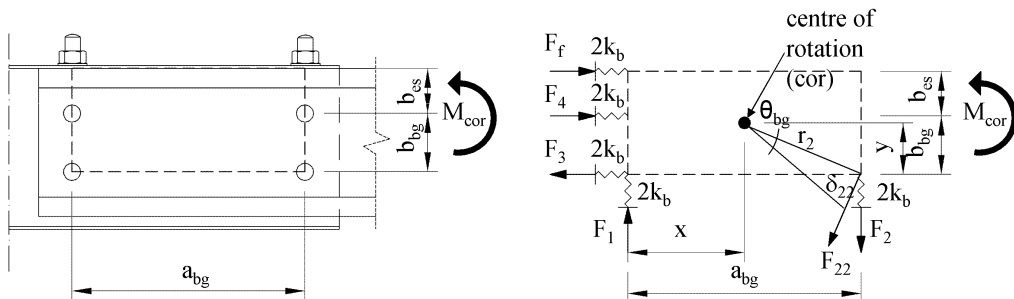 b_es
b_bg
M_cor
a_bg
centre of
rotation
(cor)
F_f
2k_b
F_4
2k_b
F_3
2k_b
2k_b
F_1
θ_bg
r_2
δ_22
F_22
2k_b
F_2
y
b_es
b_bg
M_cor
x
a_bg